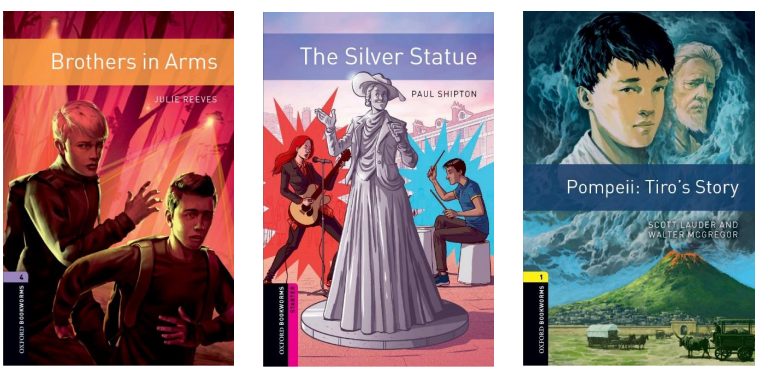 Brothers in Arms
JULIE REEVES
4
OXFORD BOOKWORMS
The Silver Statue
PAUL SHIPTON
OXFORD BOOKWORMS
Pompeii: Tiro's Story
SCOTT LAUDER AND
WALTER MCGREGOR
1
OXFORD BOOKWORMS